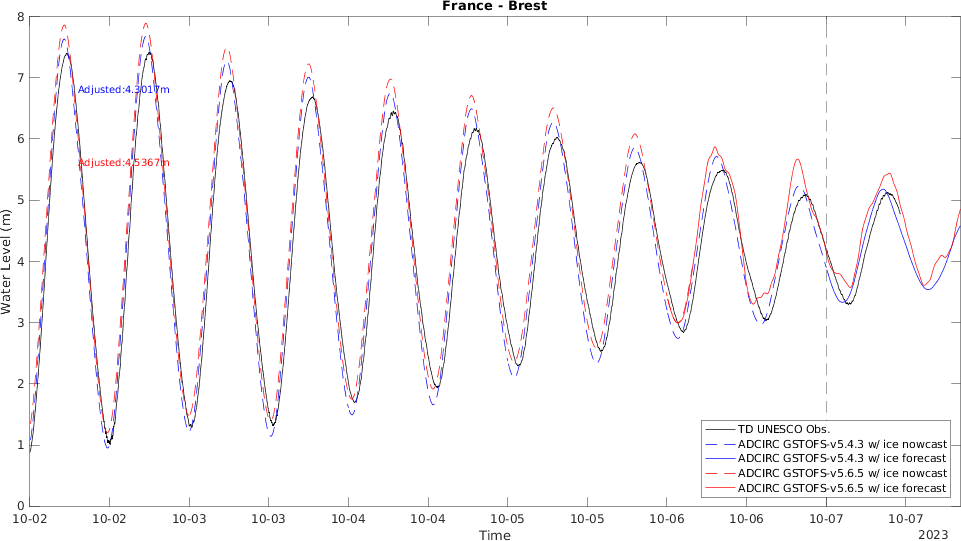 France - Brest
8
7
6
5
4
3
2
1
0
Water Level (m)
Adjusted:4.3017m
Adjusted:4.5367m
TD UNESCO Obs.
ADCIRC GSTOFS-v5.4.3 w/ ice nowcast
ADCIRC GSTOFS-v5.4.3 w/ ice forecast
ADCIRC GSTOFS-v5.6.5 w/ ice nowcast
ADCIRC GSTOFS-v5.6.5 w/ ice forecast
10-02 10-02 10-03 10-03 10-04 10-04 10-05 10-05 10-06 10-06 10-07 10-07
Time
2023